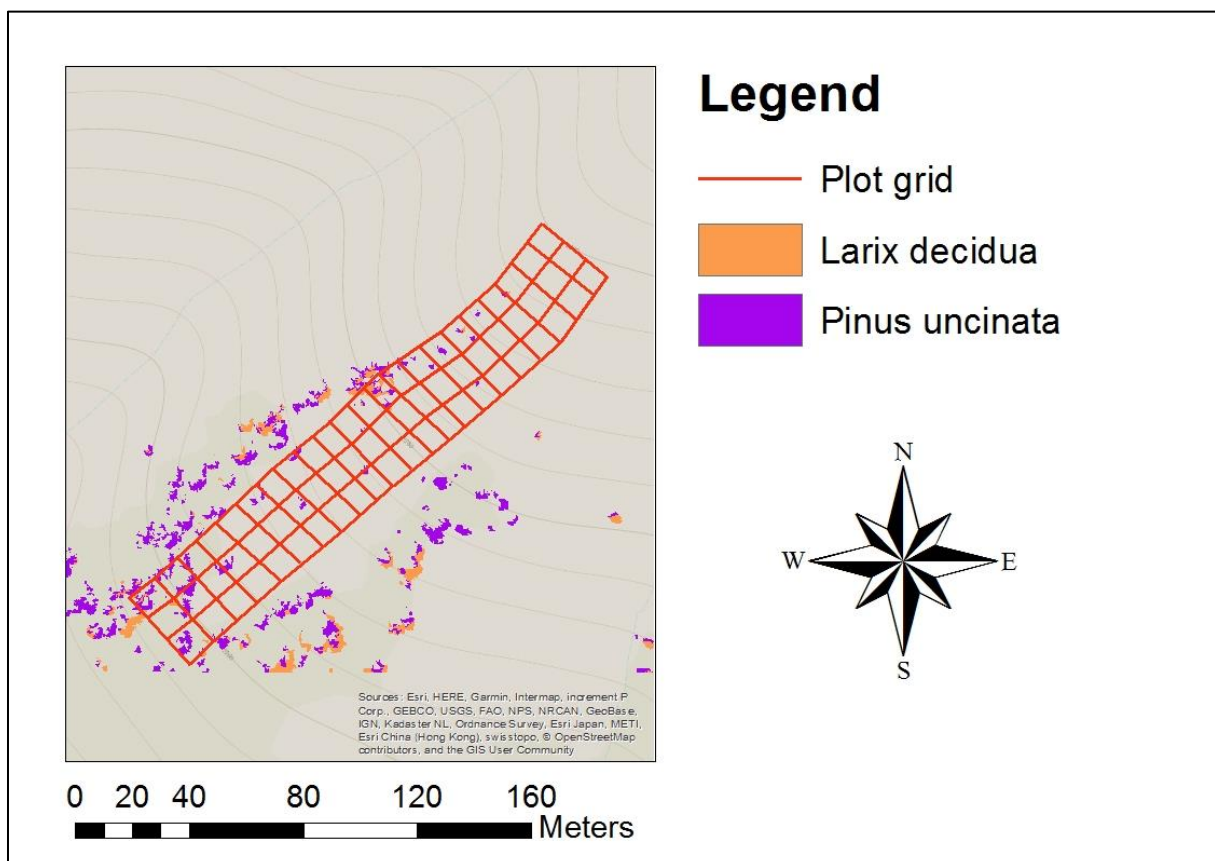 Legend
Plot grid
Larix decidua
Pinus uncinata
N
W
E
S
Sources: Esri, HERE, Garmin, Intermap, increment P
Corp., GEBCO, USGS, FAO, NPS, NRCAN, GeoBase,
IGN, Kadaster NL, Ordnance Survey, Esri Japan, METI,
Esri China (Hong Kong), swisstopo, © OpenStreetMap
contributors, and the GIS User Community
0 20 40 80 120 160
Meters